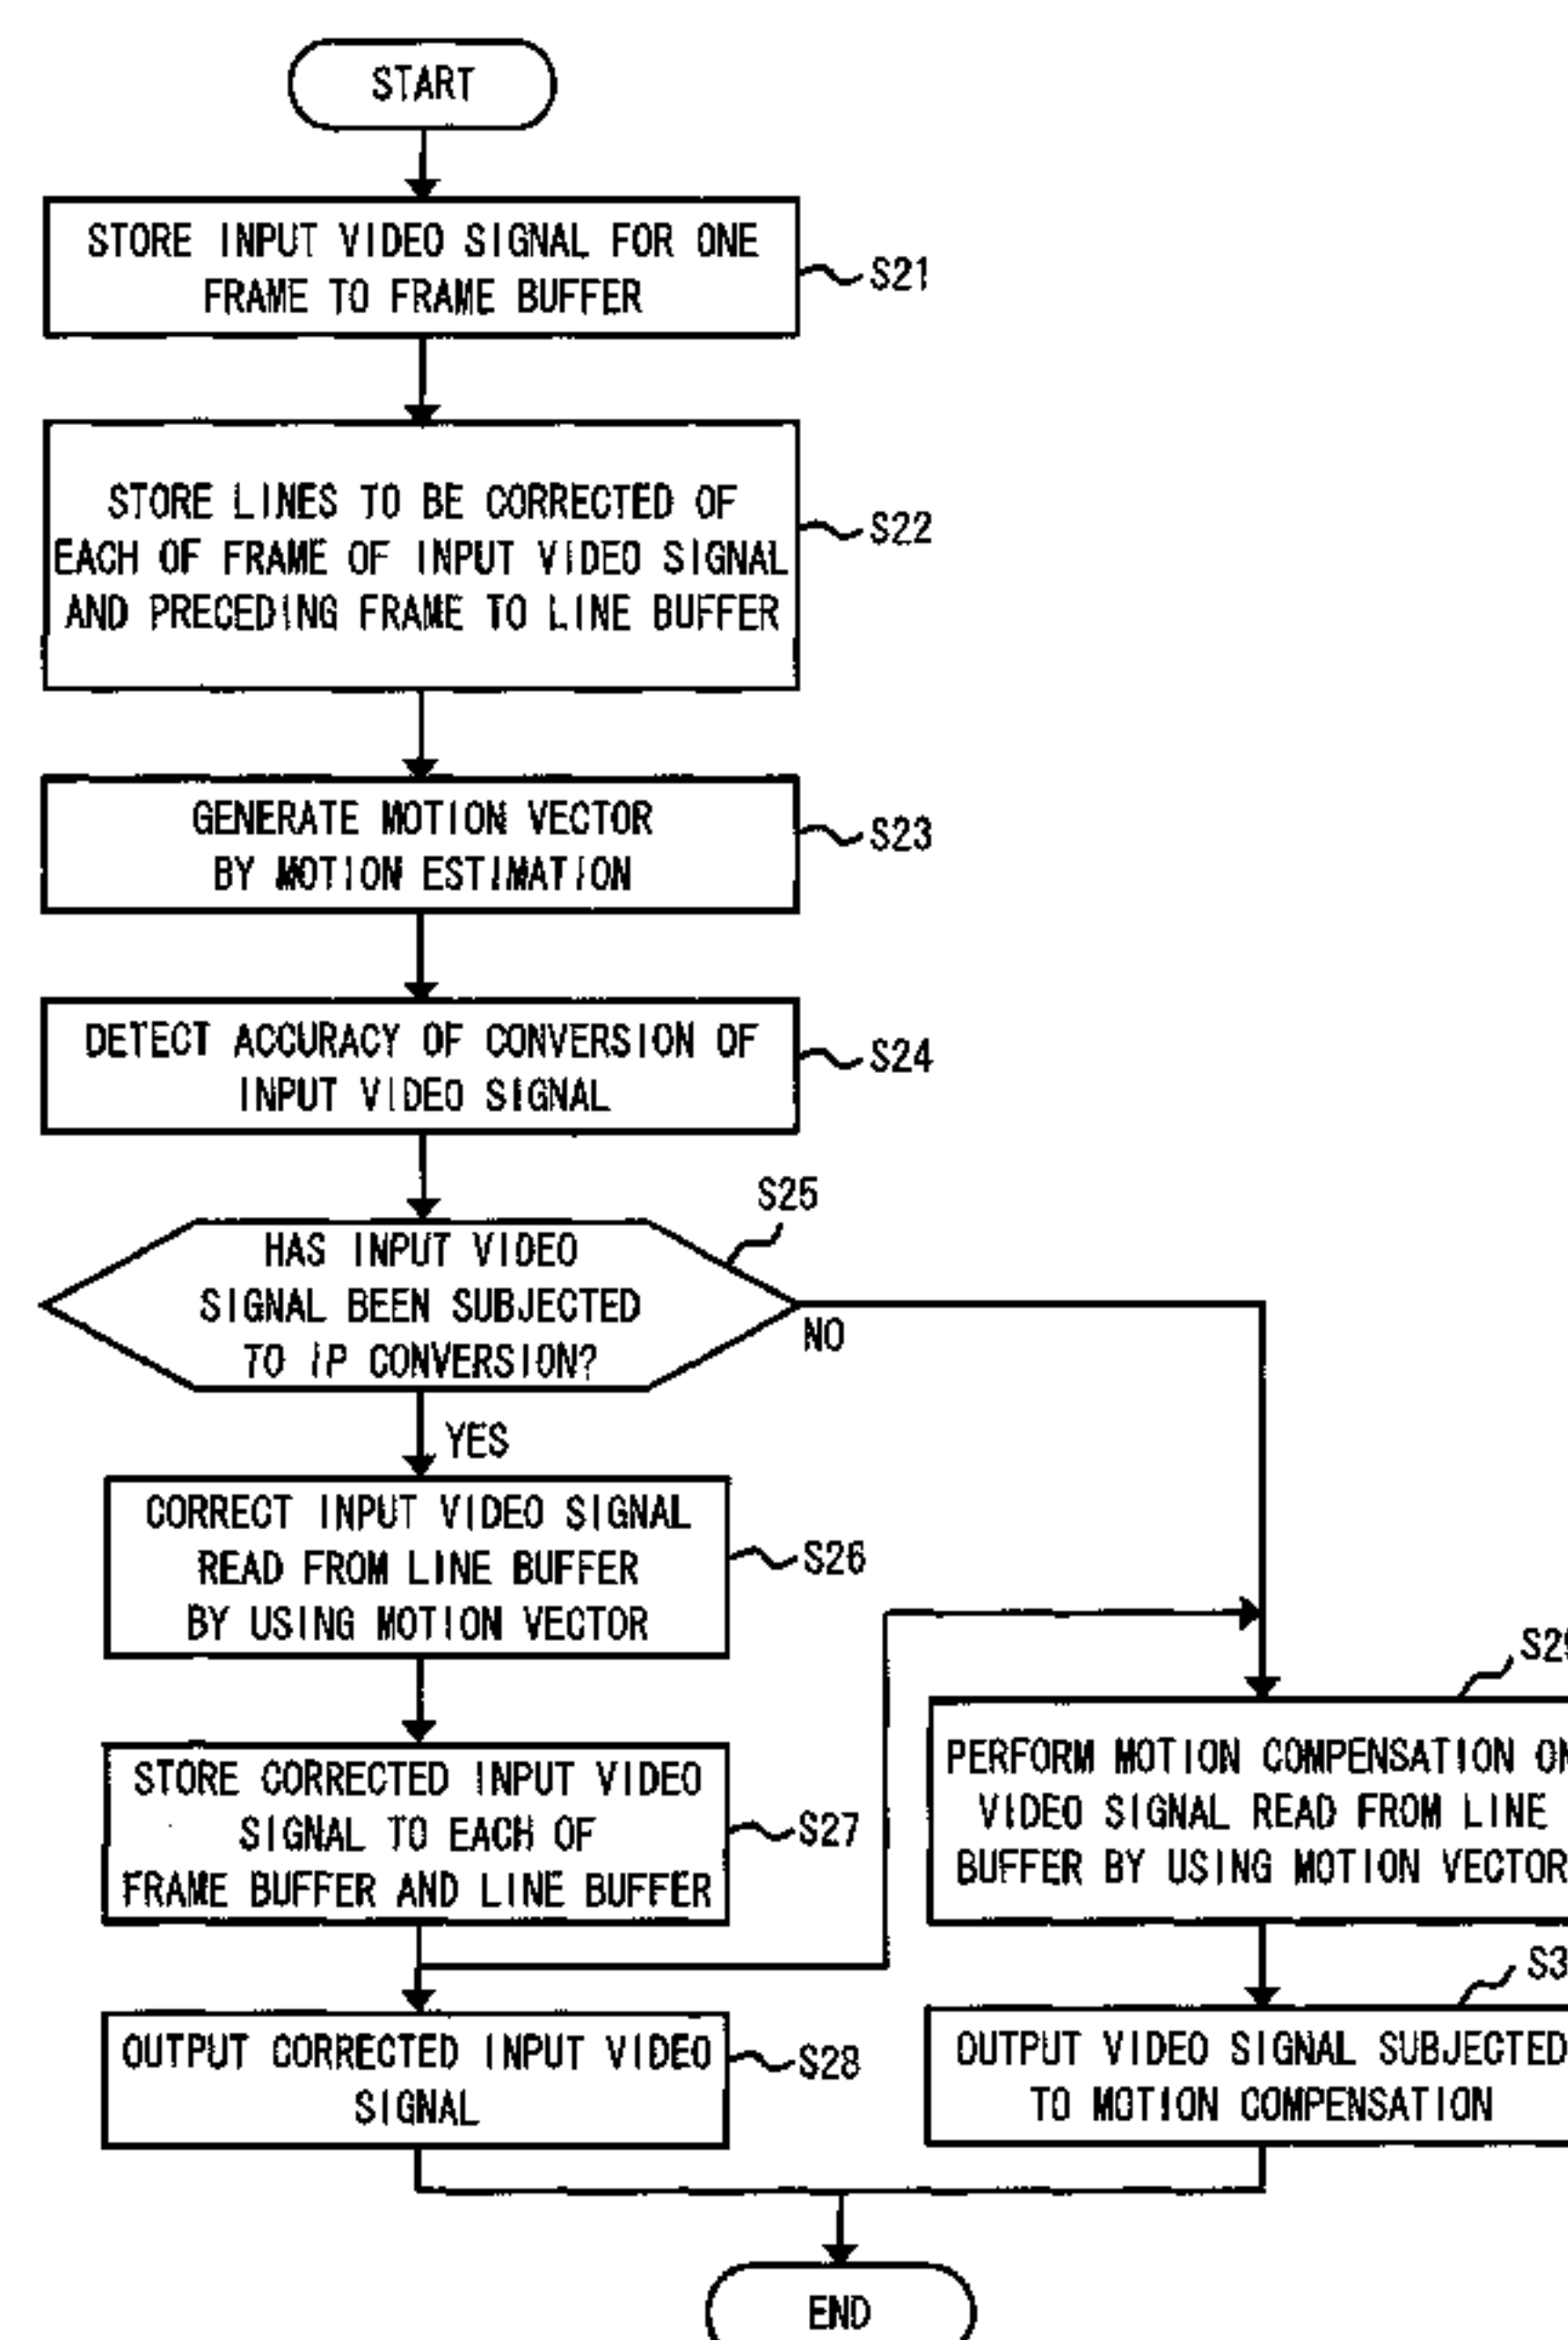 START
STORE INPUT VIDEO SIGNAL FOR ONE
FRAME TO FRAME BUFFER
S21
STORE LINES TO BE CORRECTED OF
EACH OF FRAME OF INPUT VIDEO SIGNAL
AND PRECEDING FRAME TO LINE BUFFER
S22
GENERATE MOTION VECTOR
BY MOTION ESTIMATION
S23
DETECT ACCURACY OF CONVERSION OF
INPUT VIDEO SIGNAL
S24
S25
HAS INPUT VIDEO
SIGNAL BEEN SUBJECTED
TO IP CONVERSION?
NO
YES
CORRECT INPUT VIDEO SIGNAL
READ FROM LINE BUFFER
BY USING MOTION VECTOR
S26
STORE CORRECTED INPUT VIDEO
SIGNAL TO EACH OF
FRAME BUFFER AND LINE BUFFER
S27
OUTPUT CORRECTED INPUT VIDEO
SIGNAL
S28
PERFORM MOTION COMPENSATION ON
VIDEO SIGNAL READ FROM LINE
BUFFER BY USING MOTION VECTOR
OUTPUT VIDEO SIGNAL SUBJECTED
TO MOTION COMPENSATION
END